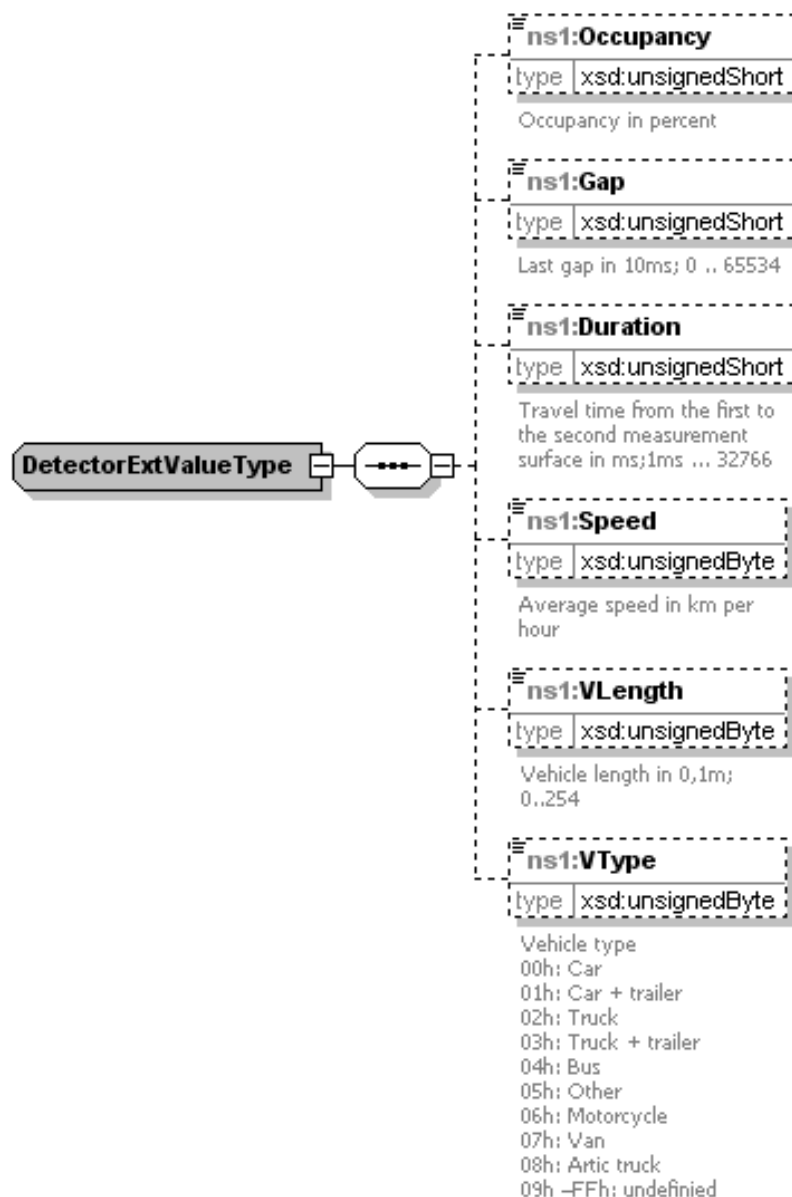 ns1:Occupancy
type xsd:unsignedShort
Occupancy in percent
ns1:Gap
type xsd:unsignedShort
Last gap in 10ms; 0 .. 65534
ns1:Duration
type xsd:unsignedShort
Travel time from the first to
the second measurement
surface in ms;1ms ... 32766
DetectorExtValueType
ns1:Speed
type xsd:unsignedByte
Average speed in km per
hour
ns1:VLength
type xsd:unsignedByte
Vehicle length in 0,1m;
0..254
ns1:VType
type xsd:unsignedByte
Vehicle type
00h: Car
01h: Car + trailer
02h: Truck
03h: Truck + trailer
04h: Bus
05h: Other
06h: Motorcycle
07h: Van
08h: Artic truck
09h –FFh: undefinied